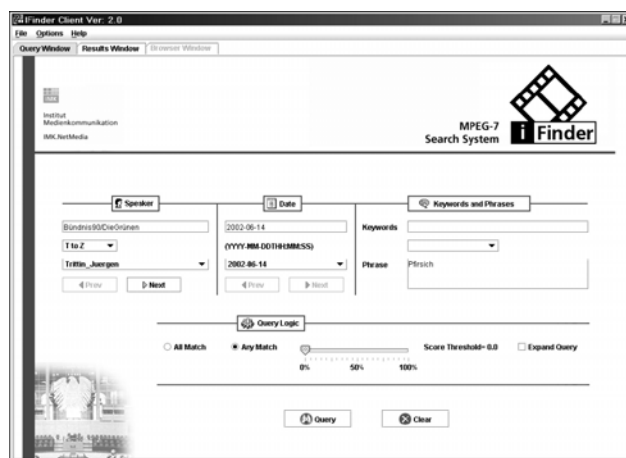 iFinder Client Ver: 2.0
File Options Help
Query Window Results Window Browser Window
Institut
Medienkommunikation
IMK.NetMedia
MPEG-7
Search System
i Finder
Speaker Date Keywords and Phrases
Bündnis90/DieGrünen 2002-06-14 Keywords
T to Z (YYYY-MM-DDTHH:MM:SS)
Trittin_Juergen 2002-06-14 Phrase Pfirsich
Prev Next Prev Next
Query Logic
All Match Any Match Score Threshold= 0.0 Expand Query
0% 50% 100%
Query Clear